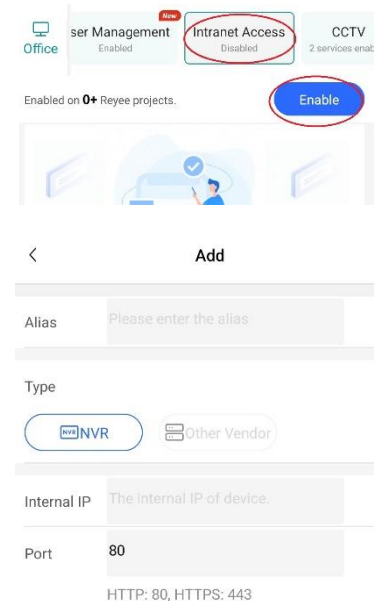 New
Office
ser Management
Enabled
Intranet Access
Disabled
CCTV
2 services enab
Enabled on 0+ Reyee projects.
Enable
< Add
Alias
Please enter the alias
Type
NVR NVR
Other Vendor
Internal IP
The internal IP of device.
Port
80
HTTP: 80, HTTPS: 443